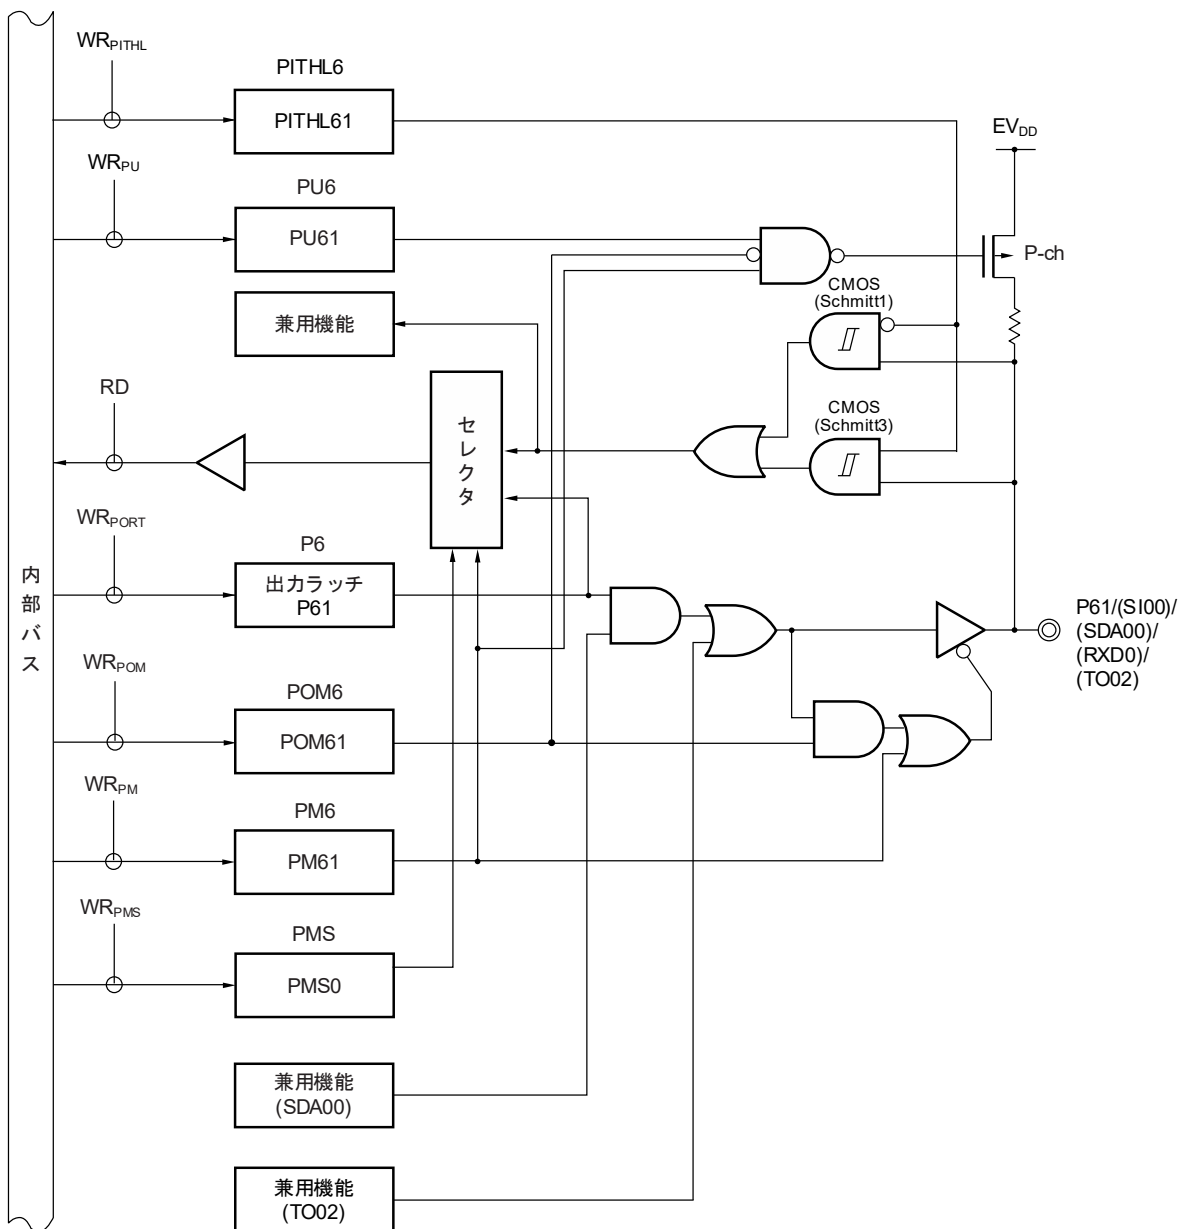 WRPITHL
PITHL6
PITHL61
EVDD
WRPU
PU6
PU61
P-ch
CMOS
(Schmitt1)
兼用機能
RD
セレクタ
CMOS
(Schmitt3)
WRPORT
P6
出力ラッチ
P61
内部バス
P61/(SI00)/
(SDA00)/
(RXD0)/
(TO02)
WRPOM
POM6
POM61
WRPM
PM6
PM61
WRPMS
PMS
PMS0
兼用機能
(SDA00)
兼用機能
(TO02)